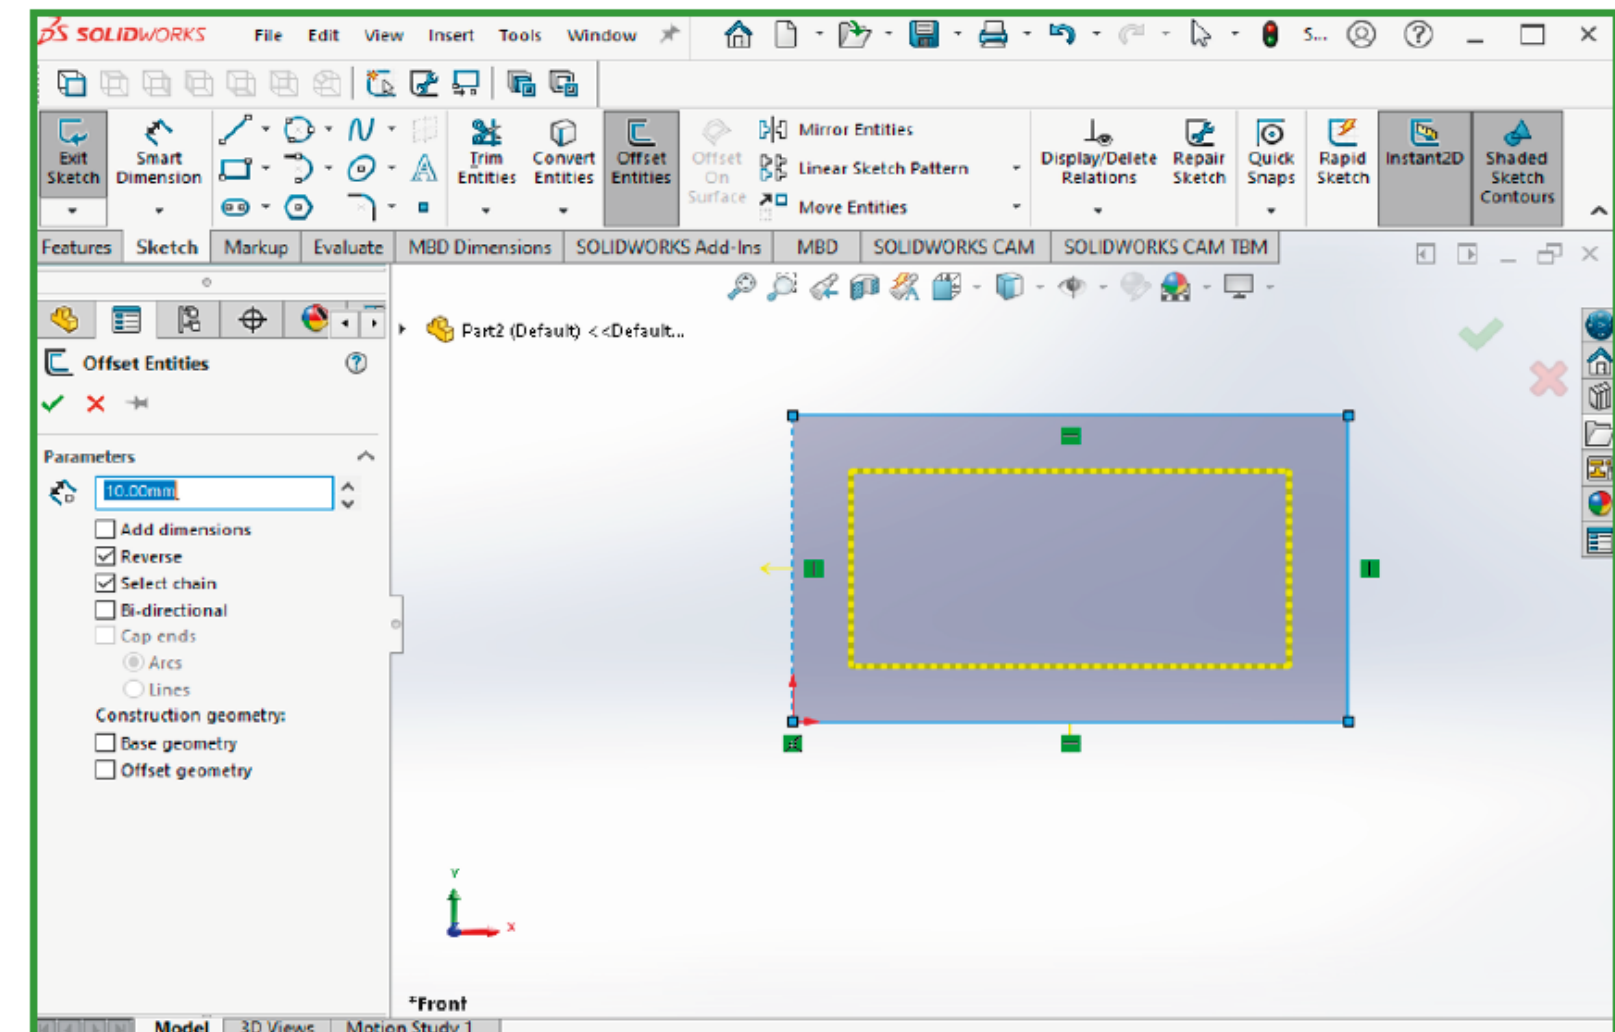 SOLIDWORKS File Edit View Insert Tools Window S...
Exit Sketch
Smart Dimension
Trim Entities
Convert Entities
Offset Entities
Offset On Surface
Mirror Entities
Linear Sketch Pattern
Move Entities
Display/Delete Relations
Repair Sketch
Quick Snaps
Rapid Sketch
Instant2D
Shaded Sketch Contours
Features Sketch Markup Evaluate MBD Dimensions SOLIDWORKS Add-Ins MBD SOLIDWORKS CAM SOLIDWORKS CAM TBM
Part2 (Default) <<Default...
Offset Entities
Parameters
10.00mm
Add dimensions
Reverse
Select chain
Bi-directional
Cap ends
Arcs
Lines
Construction geometry:
Base geometry
Offset geometry
Y
X
*Front
Model 3D Views Motion Study 1